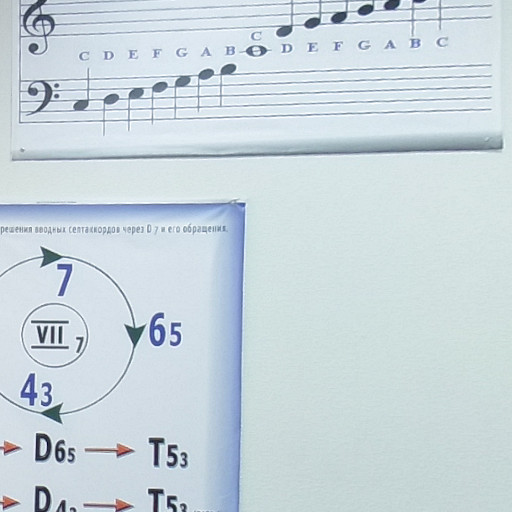 C
C D E F G A B D E F G A B C
решения вводных септаккордов через D 7 и его обращения.
7
VII 7
65
43
D65 T53
D43 T53